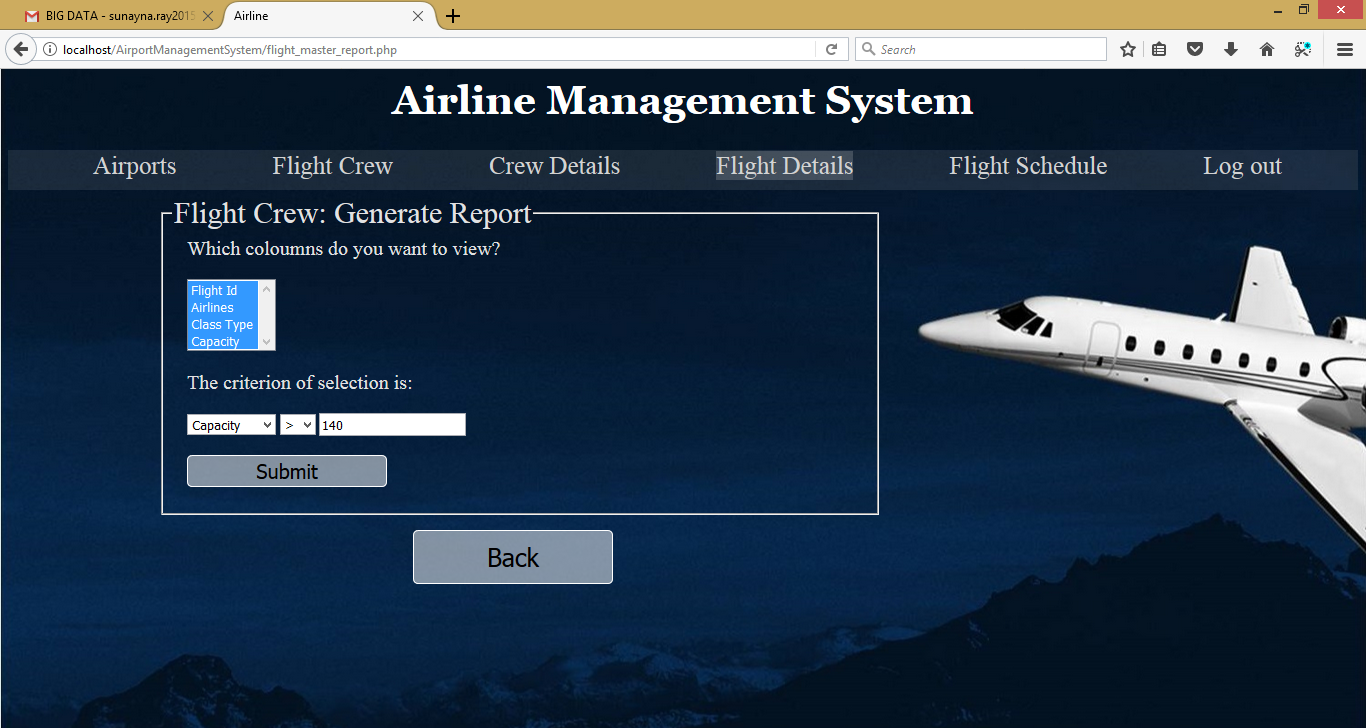 BIG DATA - sunayna.ray2015
Airline
localhost/AirportManagementSystem/flight_master_report.php
Search
Airline Management System
Airports Flight Crew Crew Details Flight Details Flight Schedule Log out
Flight Crew: Generate Report
Which coloumns do you want to view?
Flight Id
Airlines
Class Type
Capacity
The criterion of selection is:
Capacity > 140
Submit
Back